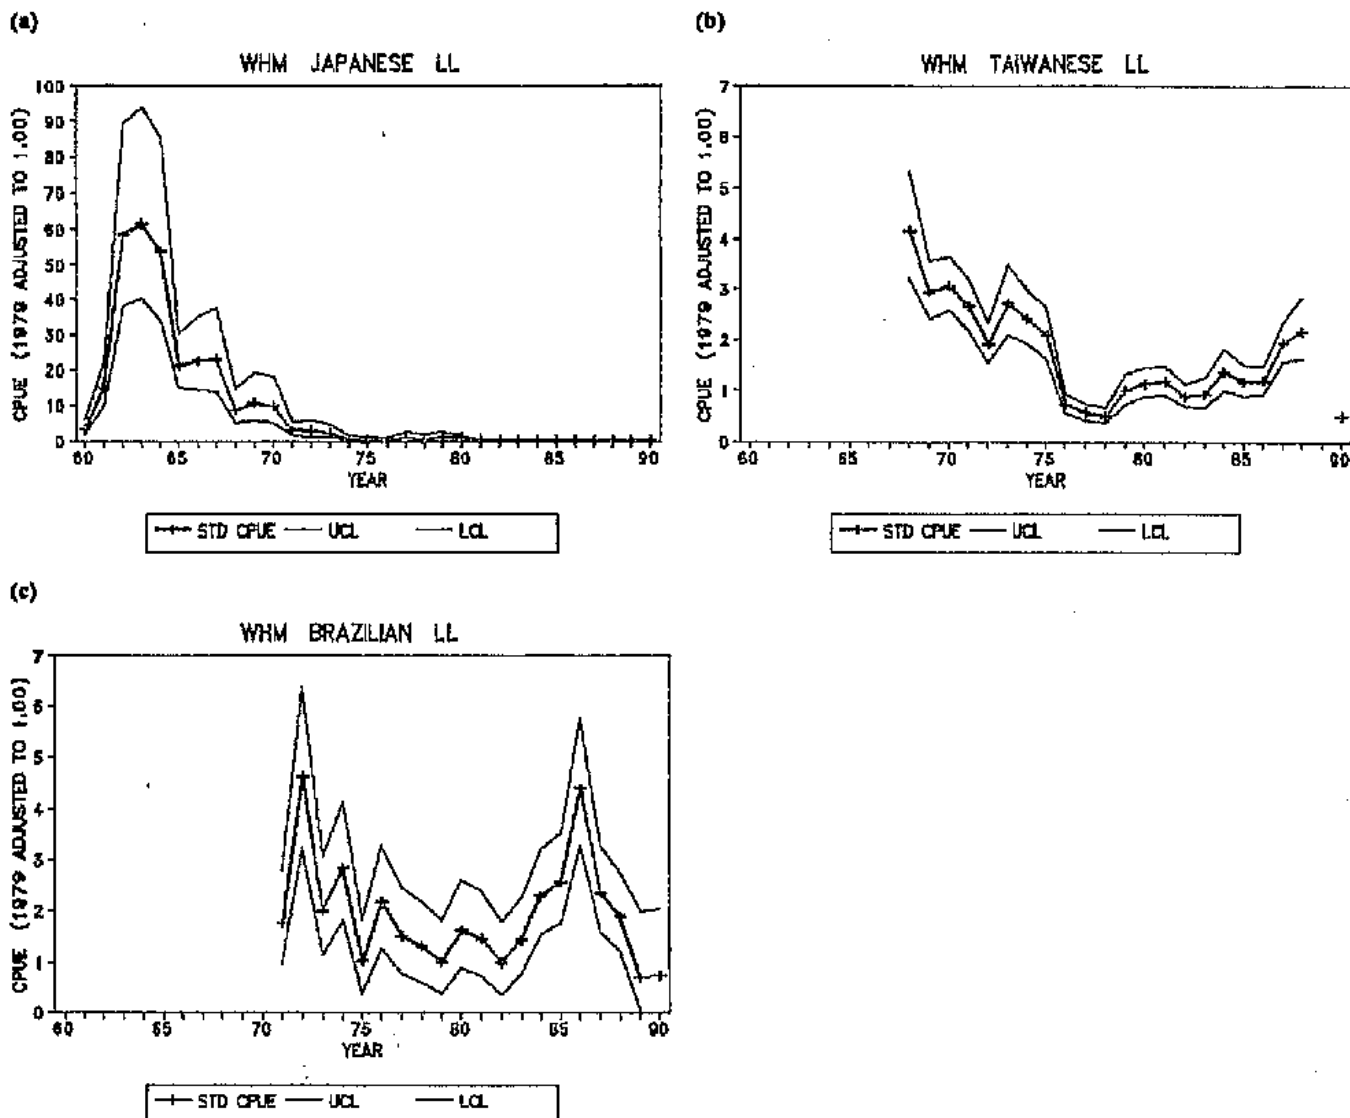 (a)
WHM JAPANESE LL
CPUE (1979 ADJUSTED TO 1.00)
100
90
80
70
60
50
40
30
20
10
0
60 65 70 75 80 85 90
YEAR
STD CPUE UCL LCL
(b)
WHM TAIWANESE LL
CPUE (1979 ADJUSTED TO 1.00)
7
6
5
4
3
2
1
0
60 65 70 75 80 85 90
YEAR
STD CPUE UCL LCL
(c)
WHM BRAZILIAN LL
CPUE (1979 ADJUSTED TO 1.00)
7
6
5
4
3
2
1
0
60 65 70 75 80 85 90
YEAR
STD CPUE UCL LCL